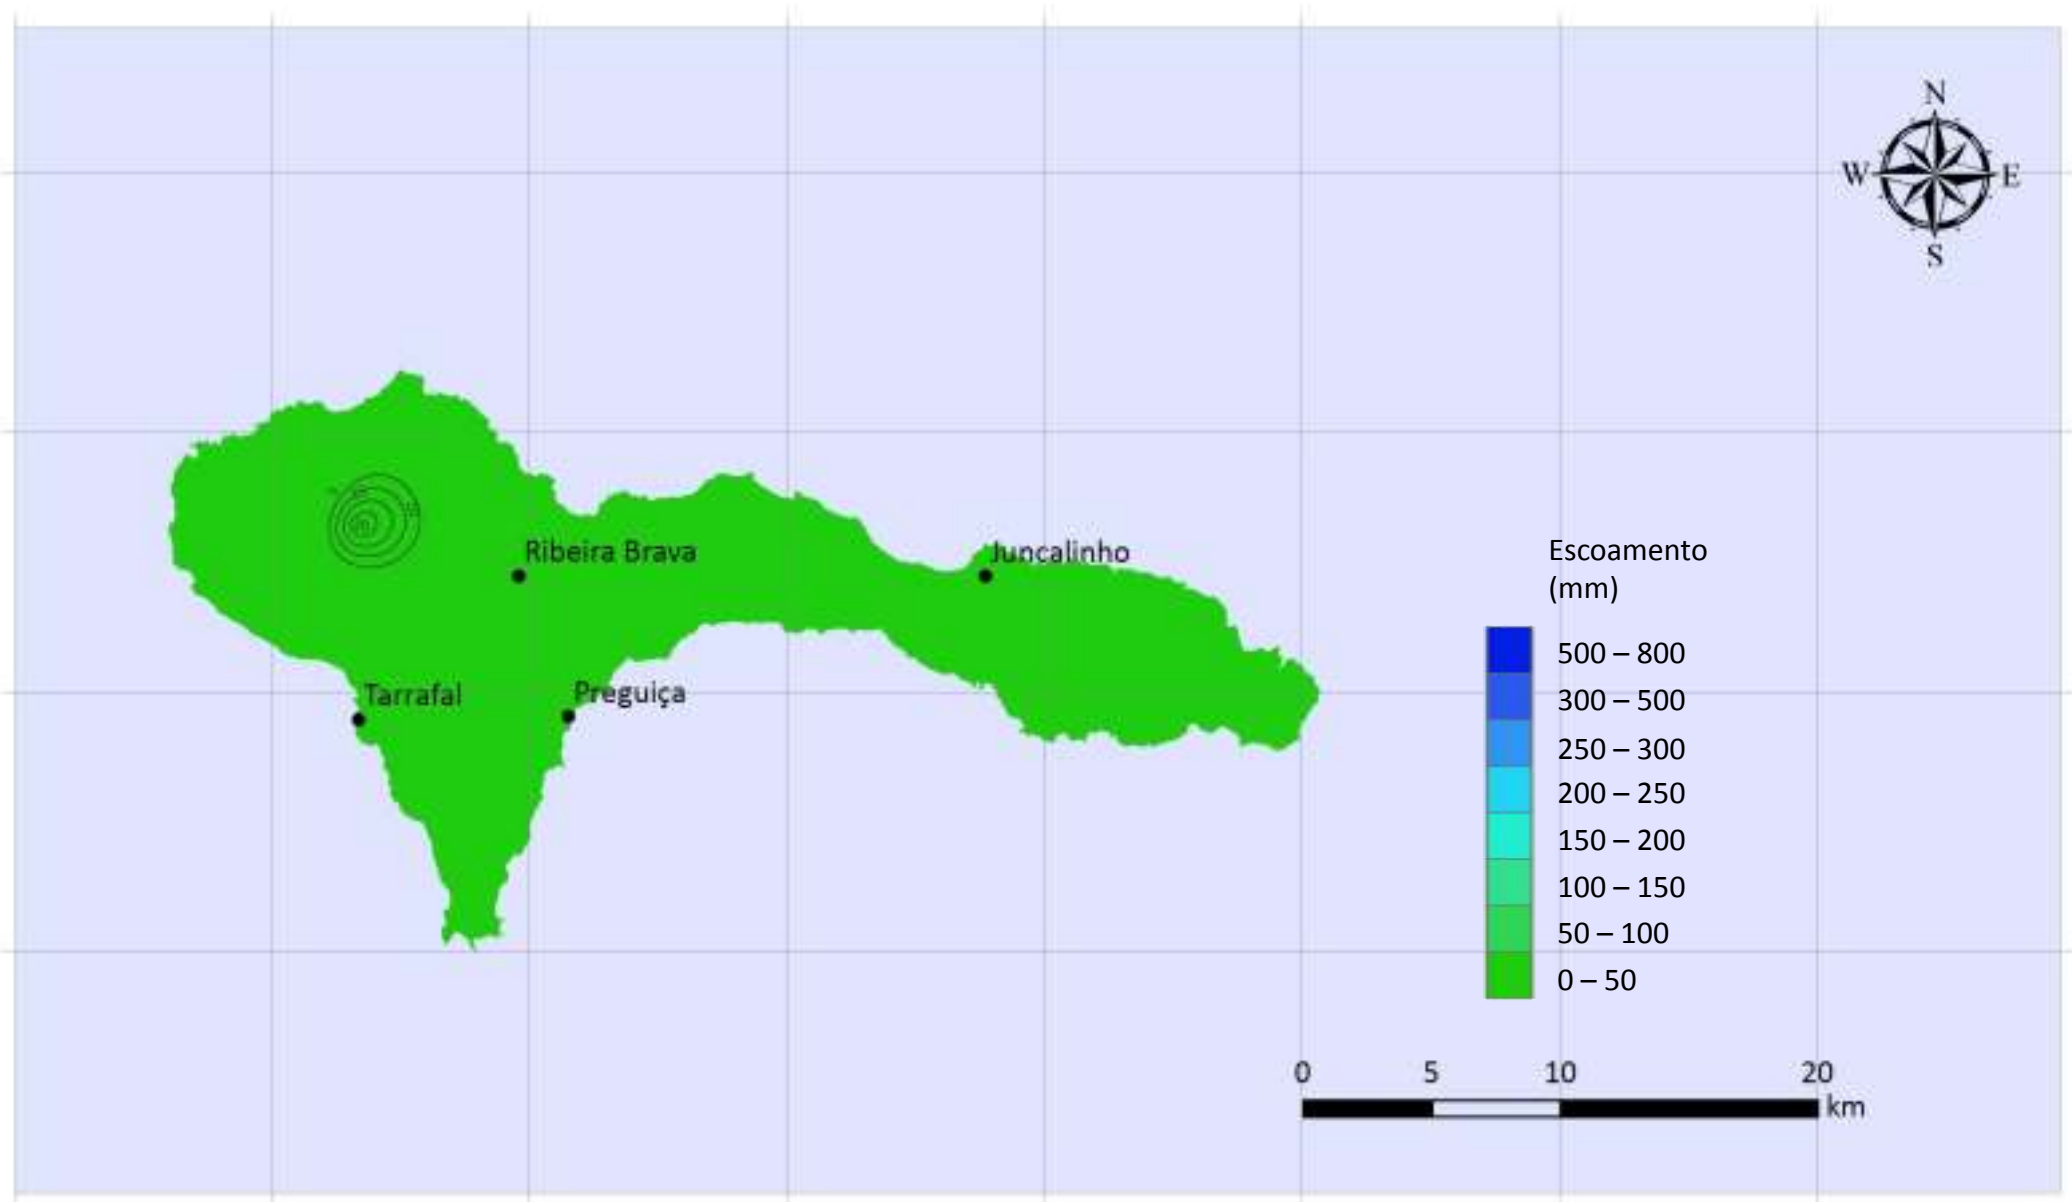 N
W
E
S
Ribeira Brava
Juncalinho
Tarrafal
Preguiça
Escoamento
(mm)
500 – 800
300 – 500
250 – 300
200 – 250
150 – 200
100 – 150
50 – 100
0 – 50
0 5 10 20
km